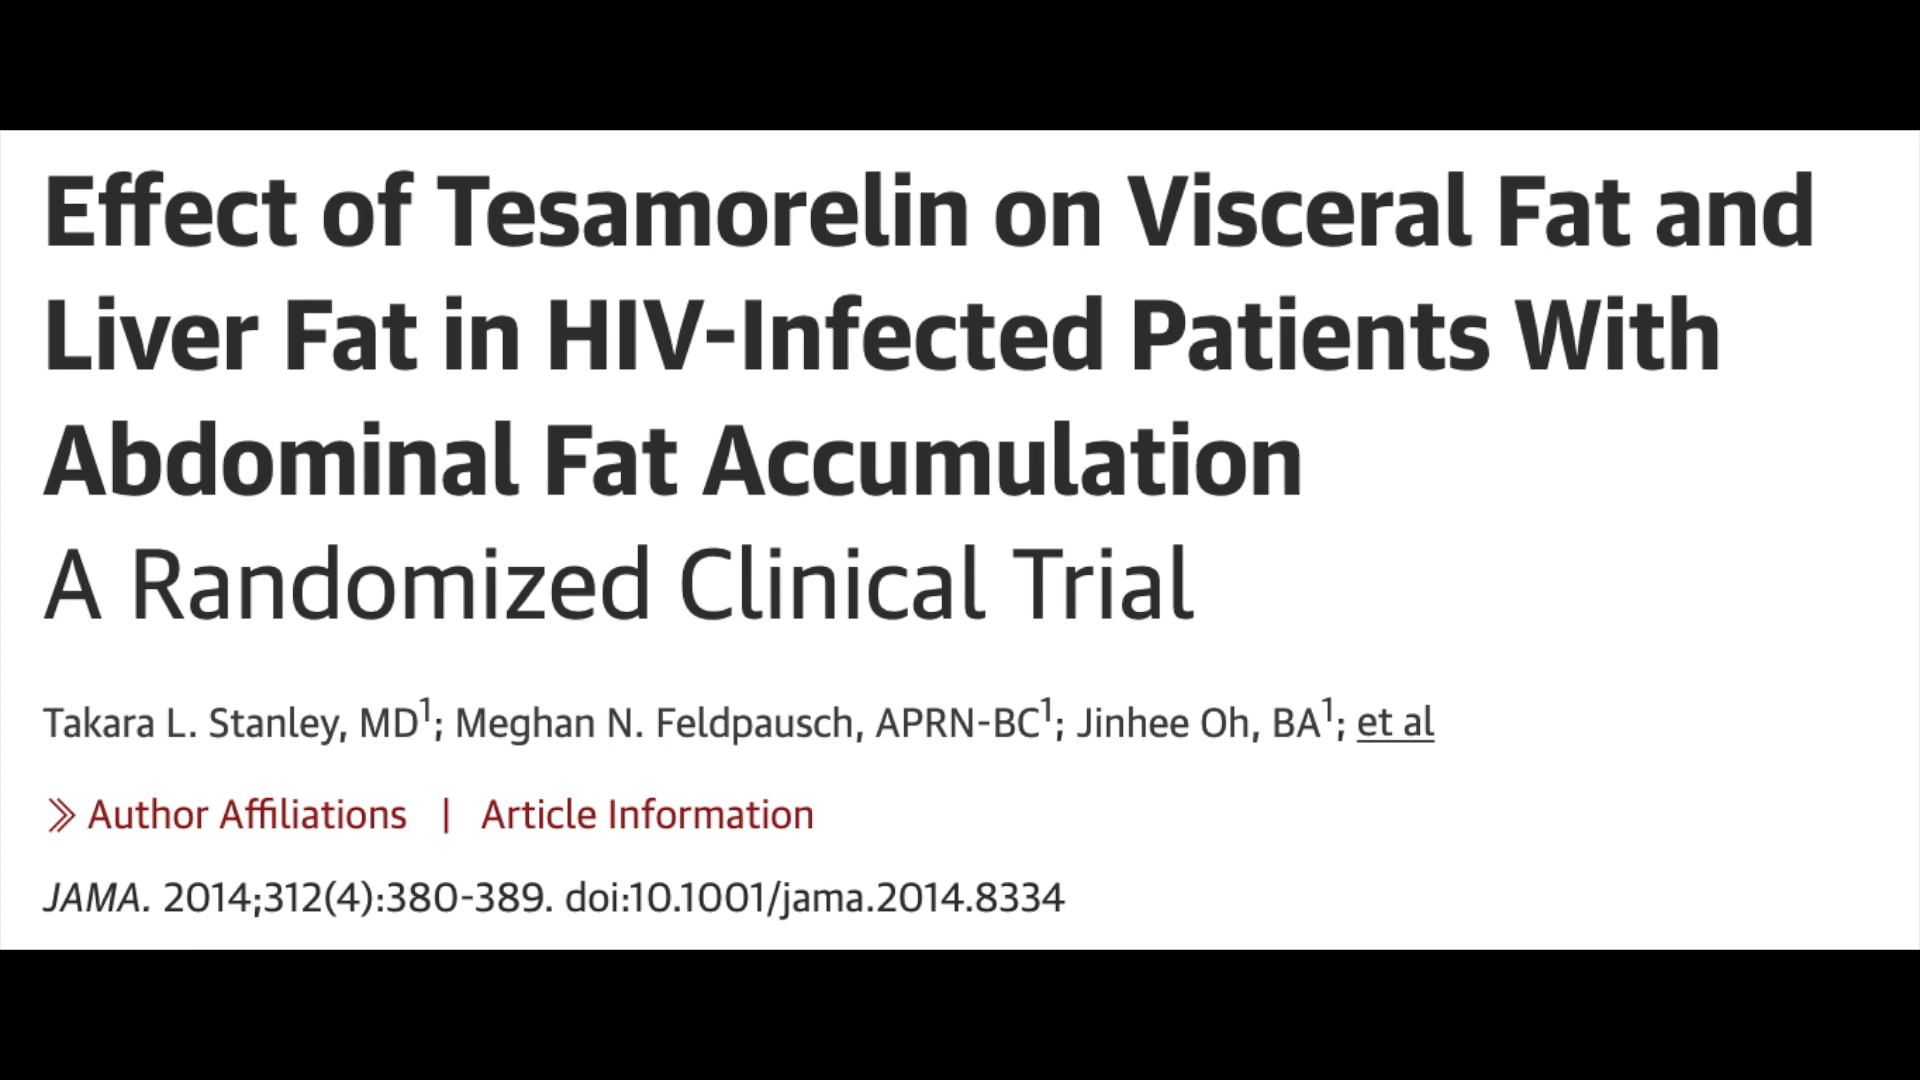 Effect of Tesamorelin on Visceral Fat and
Liver Fat in HIV-Infected Patients With
Abdominal Fat Accumulation
A Randomized Clinical Trial
Takara L. Stanley, MD1; Meghan N. Feldpausch, APRN-BC1; Jinhee Oh, BA1; et al
Author Affiliations | Article Information
JAMA. 2014;312(4):380-389. doi:10.1001/jama.2014.8334